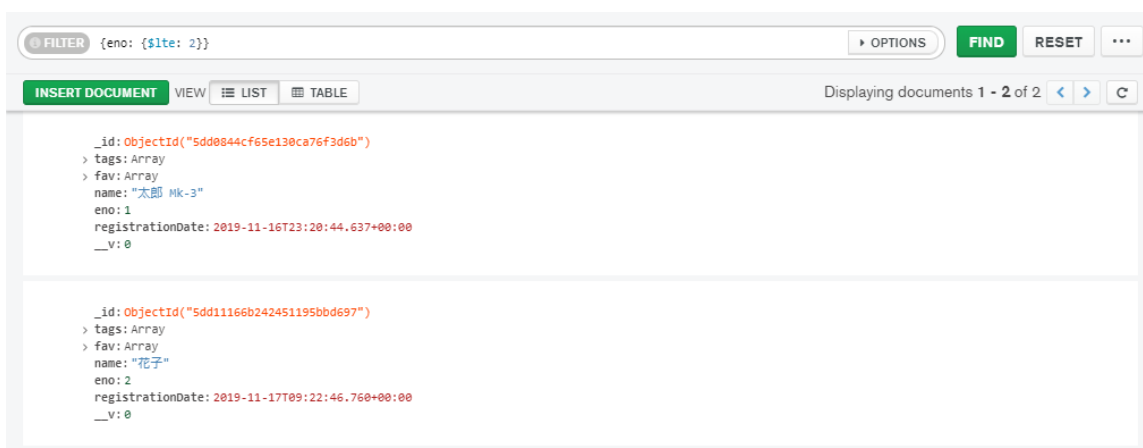 FILTER {eno: {$lte: 2}} OPTIONS FIND RESET ...
INSERT DOCUMENT VIEW LIST TABLE Displaying documents 1 - 2 of 2 < > C
_id: ObjectId("5dd0844cf65e130ca76f3d6b")
> tags: Array
> fav: Array
name: "太郎 Mk-3"
eno: 1
registrationDate: 2019-11-16T23:20:44.637+00:00
__v: 0
_id: ObjectId("5dd11166b242451195bbd697")
> tags: Array
> fav: Array
name: "花子"
eno: 2
registrationDate: 2019-11-17T09:22:46.760+00:00
__v: 0